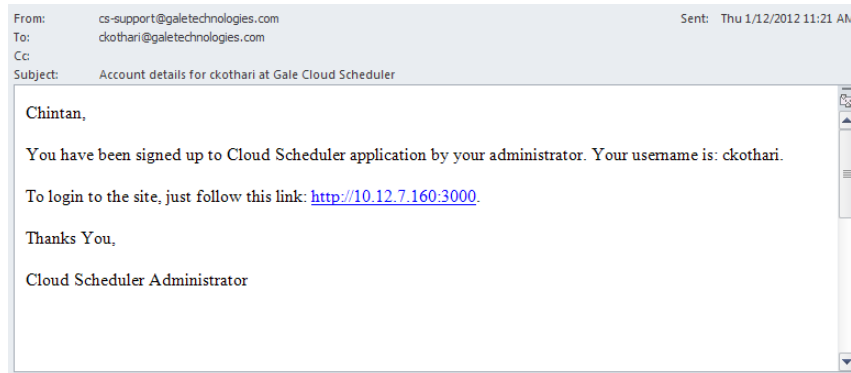 From: cs-support@galetechnologies.com Sent: Thu 1/12/2012 11:21 AM
To: ckothari@galetechnologies.com
Cc:
Subject: Account details for ckothari at Gale Cloud Scheduler
Chintan,
You have been signed up to Cloud Scheduler application by your administrator. Your username is: ckothari.
To login to the site, just follow this link: http://10.12.7.160:3000.
Thanks You,
Cloud Scheduler Administrator